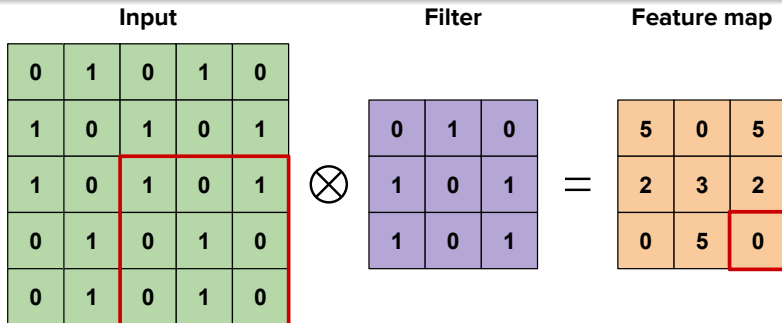 Input Filter Feature map
0 1 0 1 0
1 0 1 0 1 0 1 0 5 0 5
1 0 1 0 1 ⊗ 1 0 1 = 2 3 2
0 1 0 1 0 1 0 1 0 5 0
0 1 0 1 0